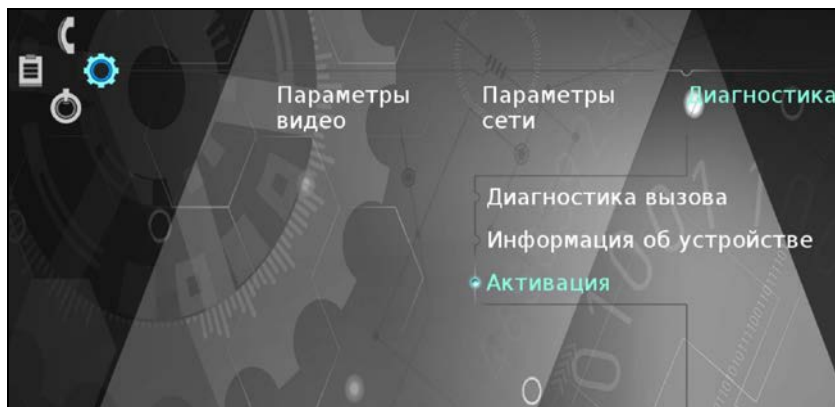 Параметры
видео
Параметры
сети
Диагностика
Диагностика вызова
Информация об устройстве
Активация